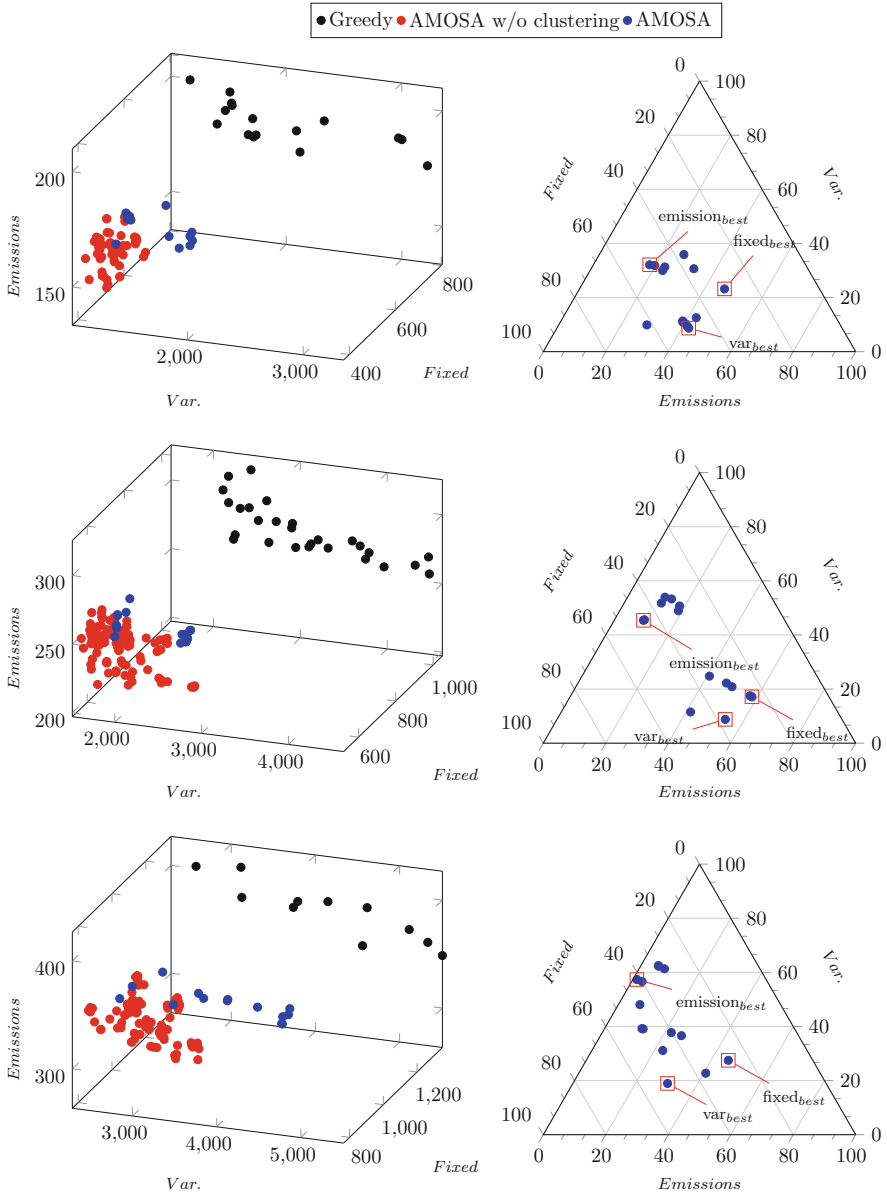 Greedy AMOSA w/o clustering AMOSA
200
150
Emissions
2,000
3,000
Var.
400
600
800
Fixed
0
20
40
60
80
100
Fixed
100
80
60
40
20
0
Var.
emission_best
fixed_best
var_best
0
20
40
60
80
100
Emissions
300
250
200
Emissions
2,000
3,000
4,000
Var.
600
800
1,000
Fixed
0
20
40
60
80
100
Fixed
100
80
60
40
20
0
Var.
emission_best
var_best
fixed_best
0
20
40
60
80
100
Emissions
400
300
Emissions
3,000
4,000
5,000
Var.
800
1,000
1,200
Fixed
0
20
40
60
80
100
Fixed
100
80
60
40
20
0
Var.
emission_best
fixed_best
var_best
0
20
40
60
80
100
Emissions